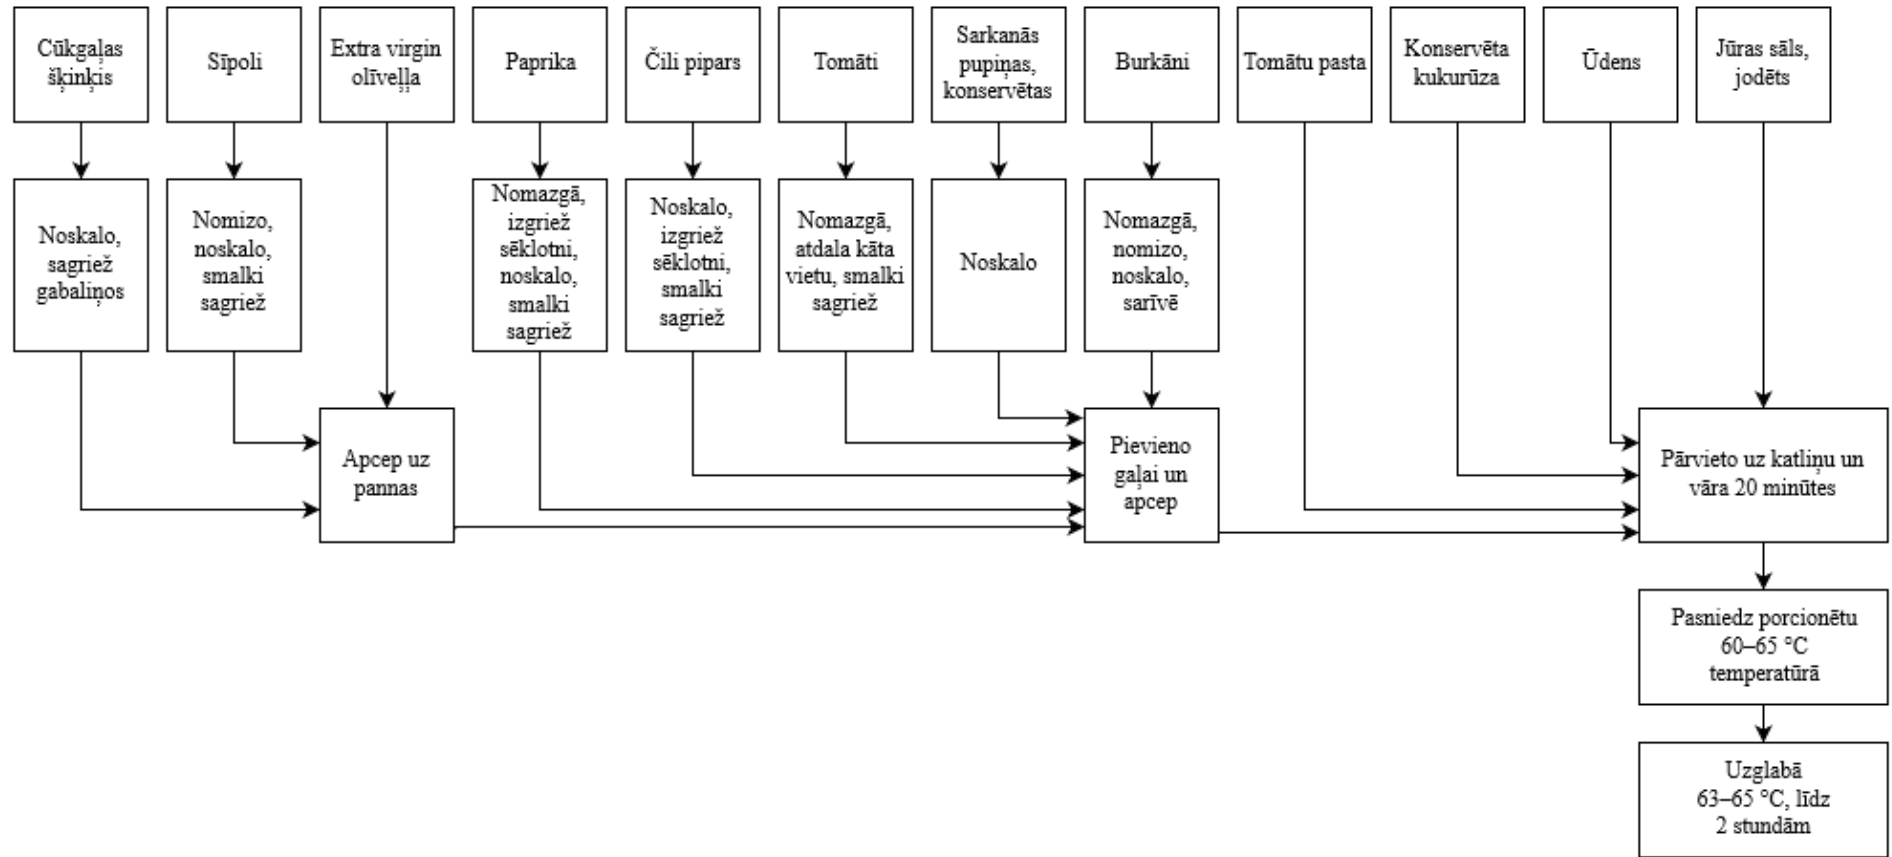 Cūkgaļas
šķinķis
Sīpoli
Extra virgin
olīveļļa
Paprika
Čili pipars
Tomāti
Sarkanās
pupiņas,
konservētas
Burkāni
Tomātu pasta
Konservēta
kukurūza
Ūdens
Jūras sāls,
jodēts
Noskalo,
sagriež
gabaliņos
Nomizo,
noskalo,
smalki
sagriež
Nomazgā,
izgriež
sēklotni,
noskalo,
smalki
sagriež
Noskalo,
izgriež
sēklotni,
smalki
sagriež
Nomazgā,
atdala kāta
vietu, smalki
sagriež
Noskalo
Nomazgā,
nomizo,
noskalo,
sarīvē
Apcep uz
pannas
Pievieno
gaļai un
apcep
Pārvieto uz katliņu un
vāra 20 minūtes
Pasniedz porcionētu
60–65 °C
temperatūrā
Uzglabā
63–65 °C, līdz
2 stundām